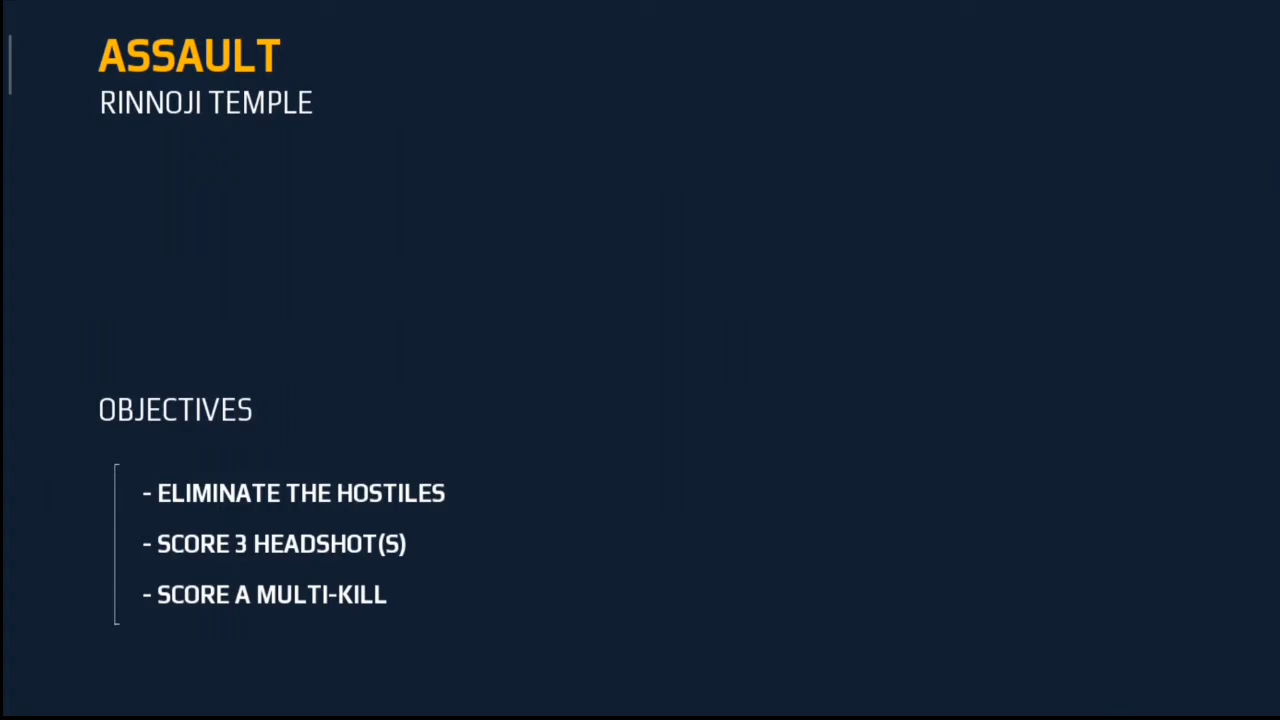 ASSAULT
RINNOJI TEMPLE
OBJECTIVES
- ELIMINATE THE HOSTILES
- SCORE 3 HEADSHOT(S)
- SCORE A MULTI-KILL